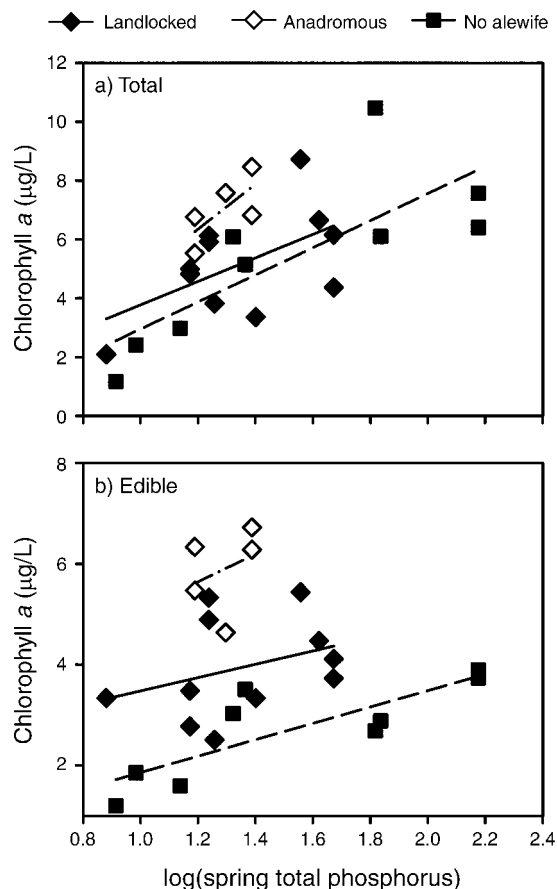 Landlocked Anadromous No alewife
a) Total
12
10
8
6
4
2
0
Chlorophyll a (μg/L)
b) Edible
8
6
4
2
Chlorophyll a (μg/L)
0.8 1.0 1.2 1.4 1.6 1.8 2.0 2.2 2.4
log(spring total phosphorus)